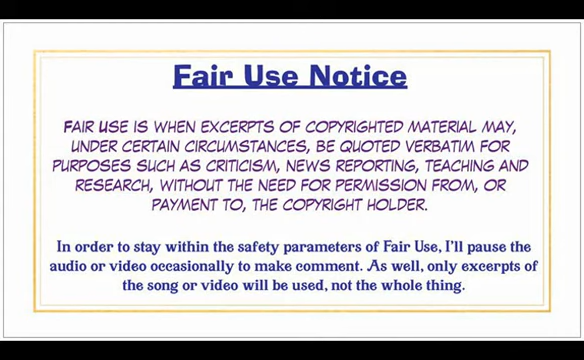 Fair Use Notice
FAIR USE IS WHEN EXCERPTS OF COPYRIGHTED MATERIAL MAY,
UNDER CERTAIN CIRCUMSTANCES, BE QUOTED VERBATIM FOR
PURPOSES SUCH AS CRITICISM, NEWS REPORTING, TEACHING AND
RESEARCH, WITHOUT THE NEED FOR PERMISSION FROM, OR
PAYMENT TO, THE COPYRIGHT HOLDER.
In order to stay within the safety parameters of Fair Use, I'll pause the
audio or video occasionally to make comment. As well, only excerpts of
the song or video will be used, not the whole thing.